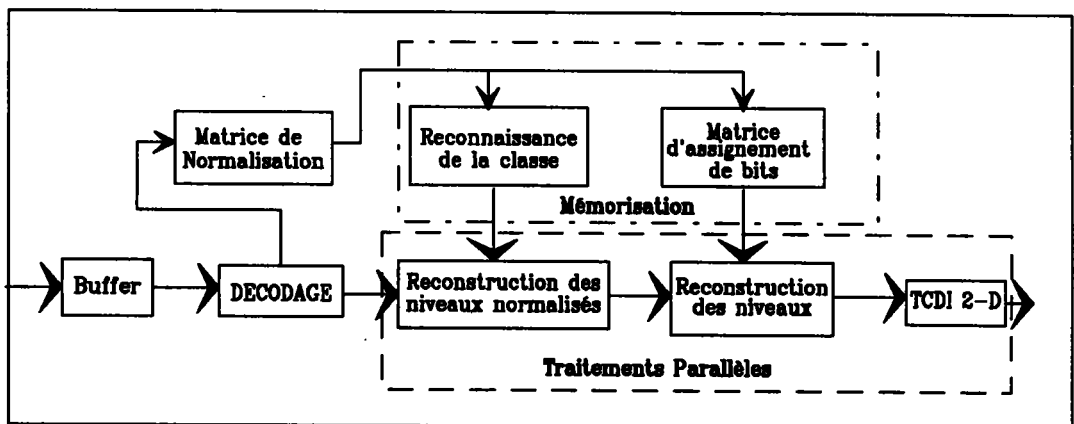 Matrice de
Normalisation
Reconnaissance
de la classe
Matrice
d'assignement
de bits
Mémorisation
Buffer
DECODAGE
Reconstruction des
niveaux normalisés
Reconstruction
des niveaux
TCDI 2-D
Traitements Parallèles